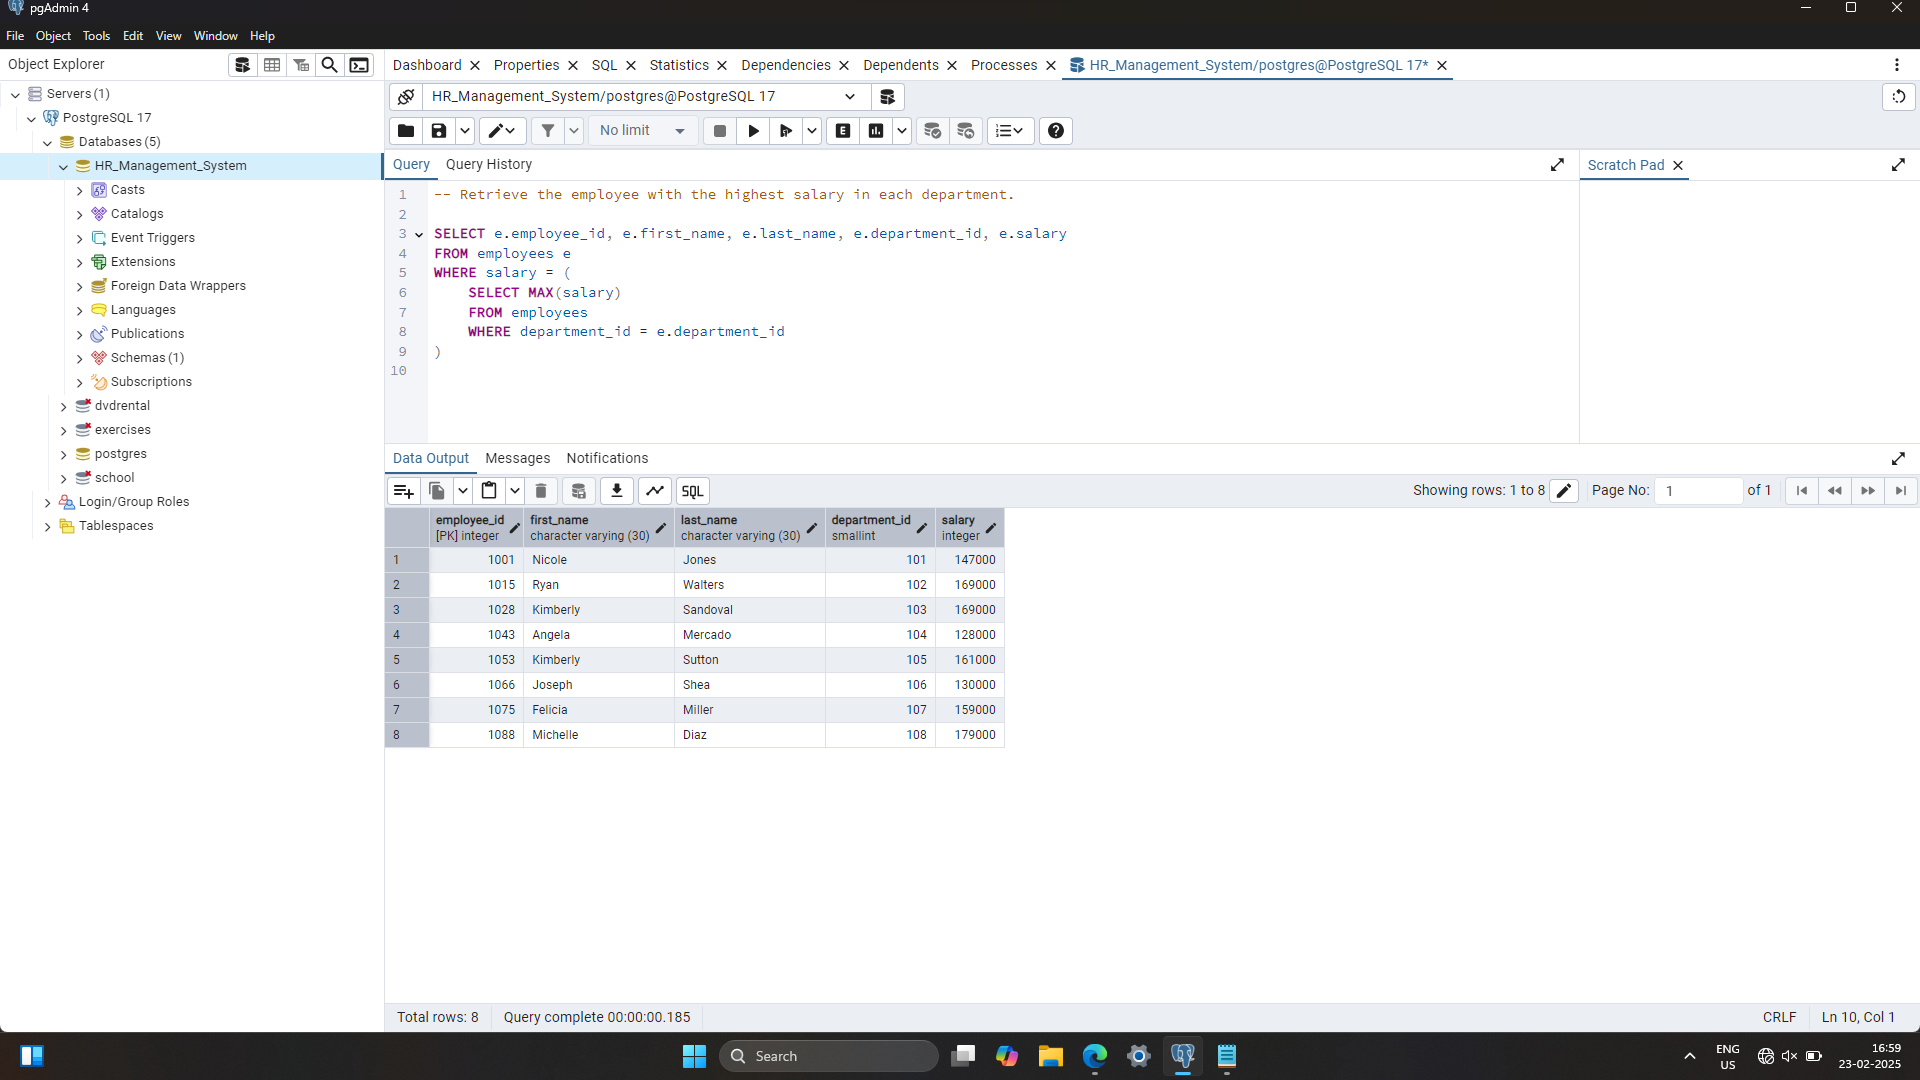 pgAdmin 4
File Object Tools Edit View Window Help
Object Explorer
Servers (1)
PostgreSQL 17
Databases (5)
HR_Management_System
Casts
Catalogs
Event Triggers
Extensions
Foreign Data Wrappers
Languages
Publications
Schemas (1)
Subscriptions
dvdrental
exercises
postgres
school
Login/Group Roles
Tablespaces
Dashboard Properties SQL Statistics Dependencies Dependents Processes HR_Management_System/postgres@PostgreSQL 17*
HR_Management_System/postgres@PostgreSQL 17
No limit E
Query Query History
Scratch Pad
1 -- Retrieve the employee with the highest salary in each department.
2
3 SELECT e.employee_id, e.first_name, e.last_name, e.department_id, e.salary
4 FROM employees e
5 WHERE salary = (
6 SELECT MAX(salary)
7 FROM employees
8 WHERE department_id = e.department_id
9 )
10
Data Output Messages Notifications
SQL Showing rows: 1 to 8 Page No: 1 of 1
employee_id first_name last_name department_id salary
[PK] integer character varying (30) character varying (30) smallint integer
1 1001 Nicole Jones 101 147000
2 1015 Ryan Walters 102 169000
3 1028 Kimberly Sandoval 103 169000
4 1043 Angela Mercado 104 128000
5 1053 Kimberly Sutton 105 161000
6 1066 Joseph Shea 106 130000
7 1075 Felicia Miller 107 159000
8 1088 Michelle Diaz 108 179000
Total rows: 8 Query complete 00:00:00.185 CRLF Ln 10, Col 1
Search
ENG
US
16:59
23-02-2025